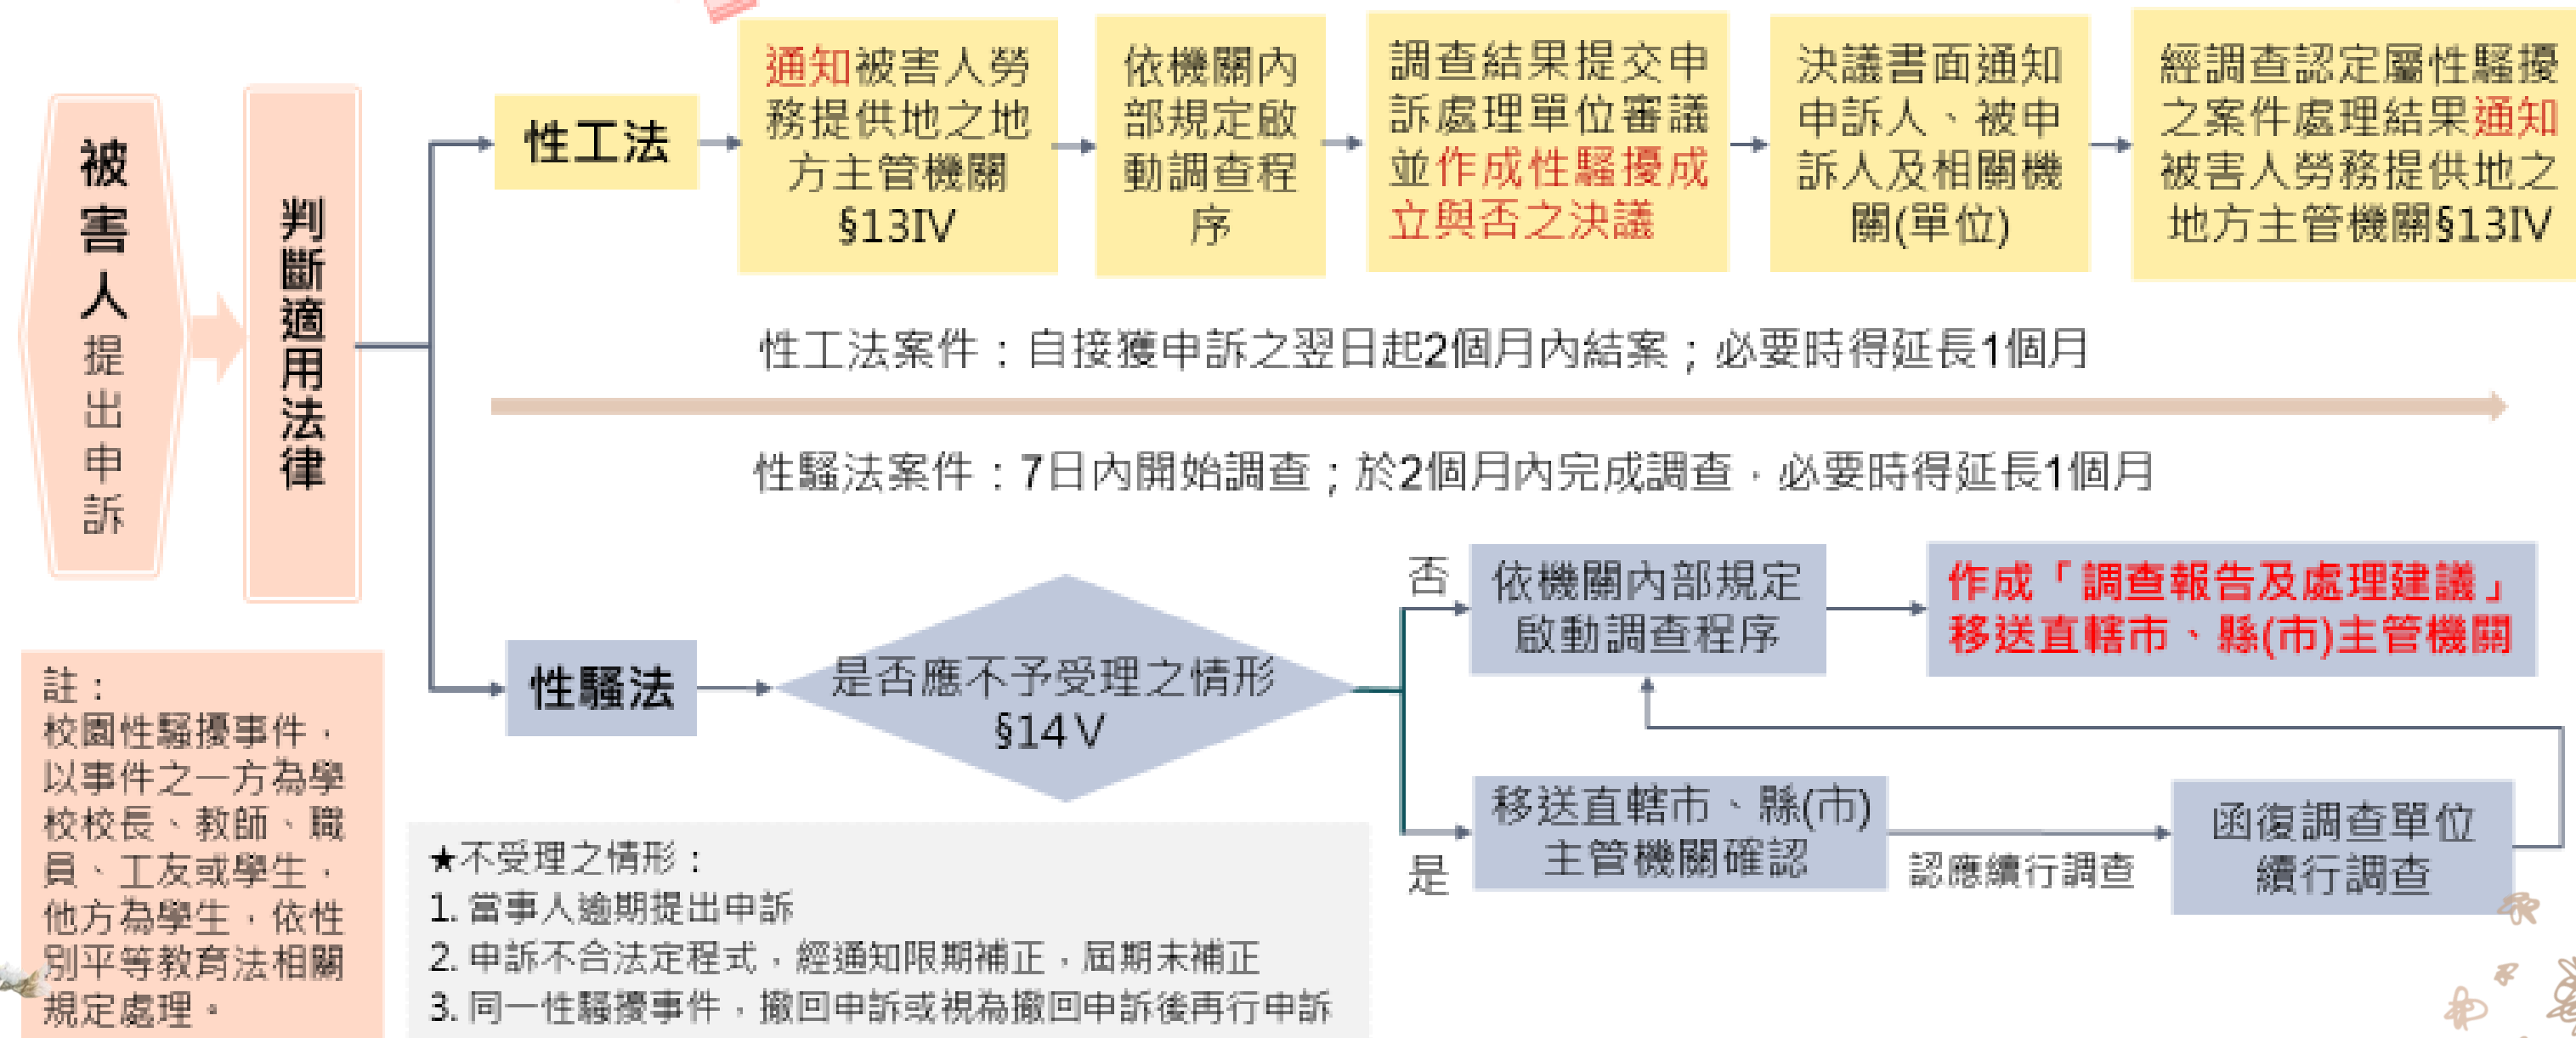 被害人提出申訴
判斷適用法律
性工法
通知被害人勞
務提供地之地
方主管機關
§13IV
依機關內
部規定啟
動調查程
序
調查結果提交申
訴處理單位審議
並作成性騷擾成
立與否之決議
決議書面通知
申訴人、被申
訴人及相關機
關(單位)
經調查認定屬性騷擾
之案件處理結果通知
被害人勞務提供地之
地方主管機關§13IV
性工法案件：自接獲申訴之翌日起2個月內結案；必要時得延長1個月
性騷法案件：7日內開始調查；於2個月內完成調查，必要時得延長1個月
性騷法
是否應不予受理之情形
§14Ⅴ
否
依機關內部規定
啟動調查程序
作成「調查報告及處理建議」
移送直轄市、縣(市)主管機關
是
移送直轄市、縣(市)
主管機關確認
認應續行調查
函復調查單位
續行調查
註：
校園性騷擾事件，
以事件之一方為學
校校長、教師、職
員、工友或學生，
他方為學生，依性
別平等教育法相關
規定處理。
★不受理之情形：
1. 當事人逾期提出申訴
2. 申訴不合法定程式，經通知限期補正，屆期未補正
3. 同一性騷擾事件，撤回申訴或視為撤回申訴後再行申訴